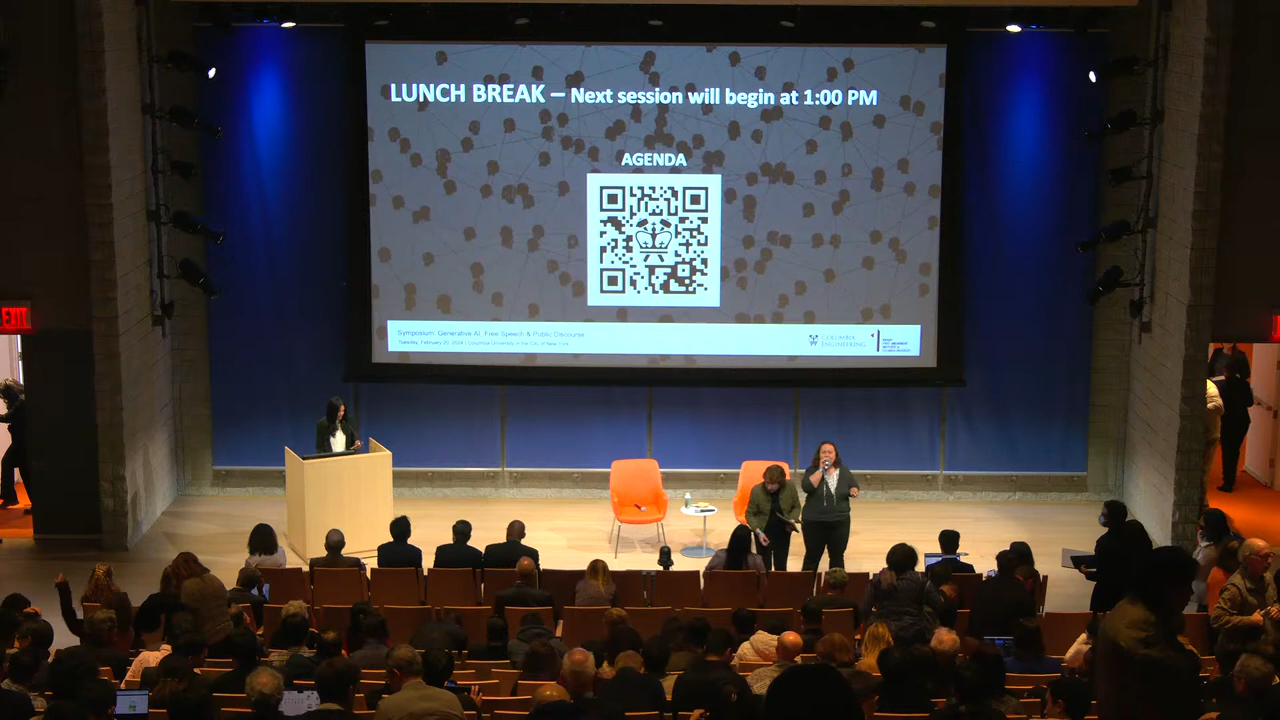 LUNCH BREAK – Next session will begin at 1:00 PM
AGENDA
Symposium: Generative AI, Free Speech & Public Discourse
Tuesday, February 20, 2024 | Columbia University in the City of New York
COLUMBIA
ENGINEERING
EXIT